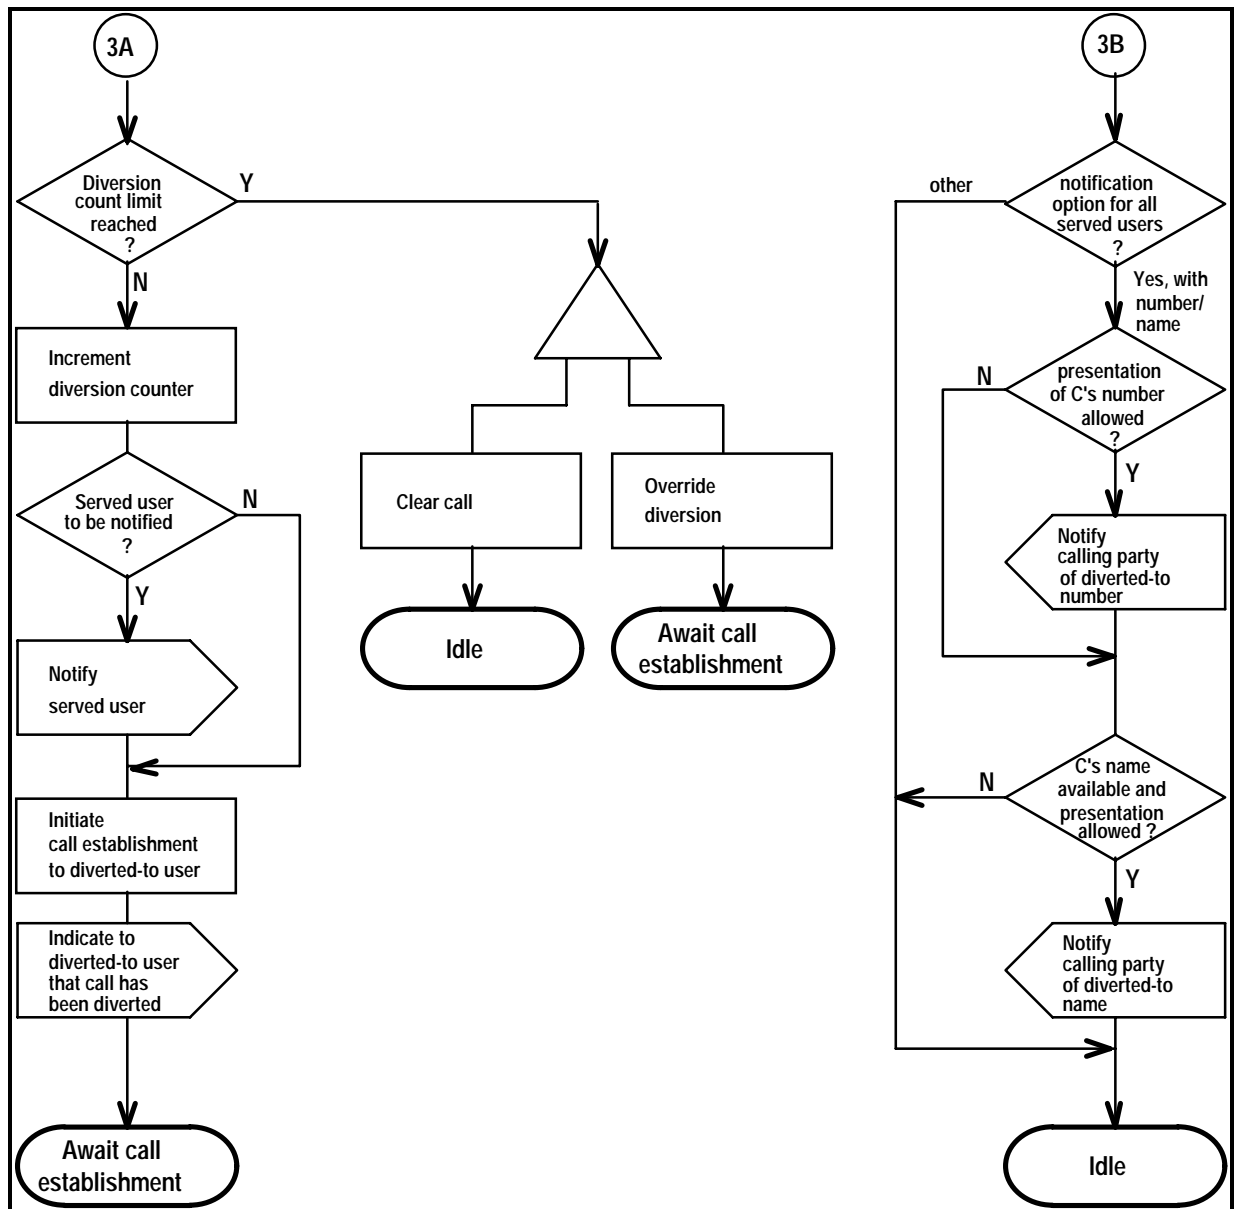 3A
Diversion
count limit
reached
?
Y
N
Increment
diversion counter
Served user
to be notified
?
N
Y
Notify
served user
Initiate
call establishment
to diverted-to user
Indicate to
diverted-to user
that call has
been diverted
Await call
establishment
Clear call
Idle
Override
diversion
Await call
establishment
3B
notification
option for all
served users
?
other
Yes, with
number/
name
presentation
of C's number
allowed
?
N
Y
Notify
calling party
of diverted-to
number
C's name
available and
presentation
allowed ?
N
Y
Notify
calling party
of diverted-to
name
Idle